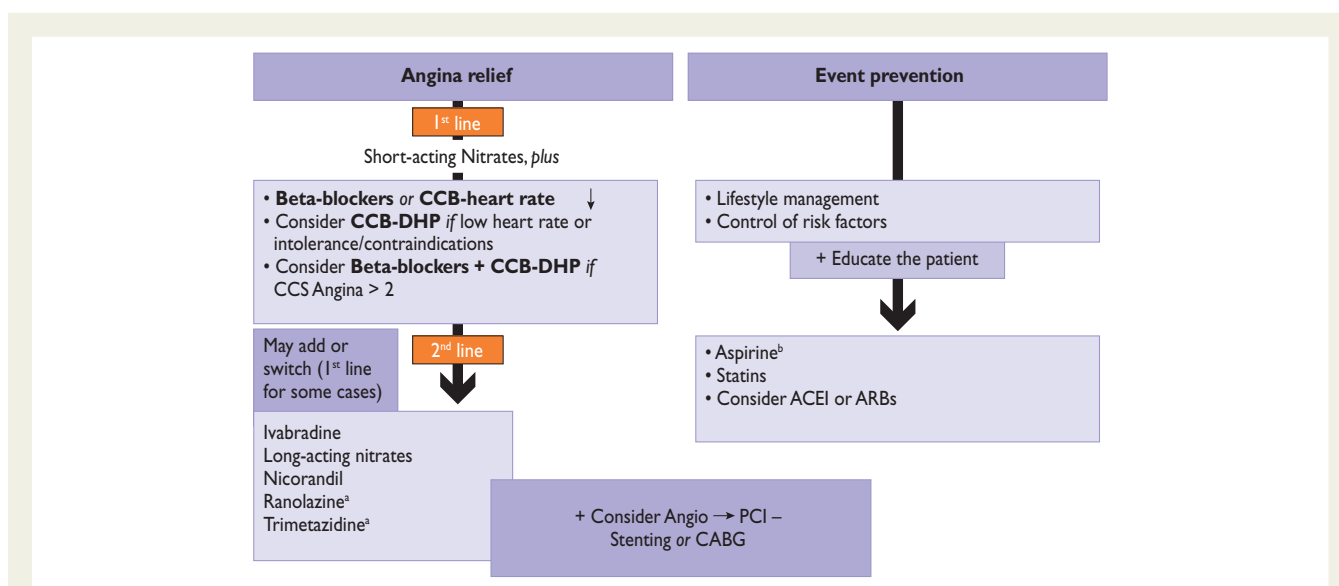 Angina relief
1st line
Short-acting Nitrates, plus
• Beta-blockers or CCB-heart rate ↓
• Consider CCB-DHP if low heart rate or
intolerance/contraindications
• Consider Beta-blockers + CCB-DHP if
CCS Angina > 2
2nd line
May add or
switch (1st line
for some cases)
Ivabradine
Long-acting nitrates
Nicorandil
Ranolazineᵃ
Trimetazidineᵃ
+ Consider Angio → PCI –
Stenting or CABG
Event prevention
• Lifestyle management
• Control of risk factors
+ Educate the patient
• Aspirineᵇ
• Statins
• Consider ACEI or ARBs